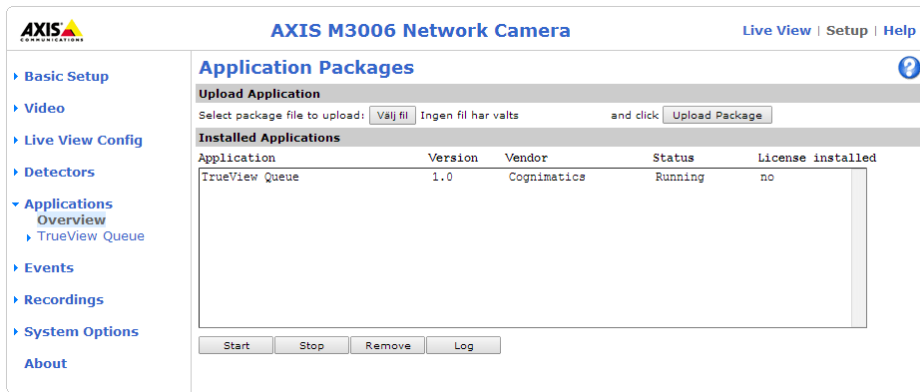 AXIS
COMMUNICATIONS
AXIS M3006 Network Camera
Live View | Setup | Help
Basic Setup
Video
Live View Config
Detectors
Applications
Overview
TrueView Queue
Events
Recordings
System Options
About
Application Packages
?
Upload Application
Select package file to upload: Välj fil Ingen fil har valts and click Upload Package
Installed Applications
Application Version Vendor Status License installed
TrueView Queue 1.0 Cognimatics Running no
Start Stop Remove Log